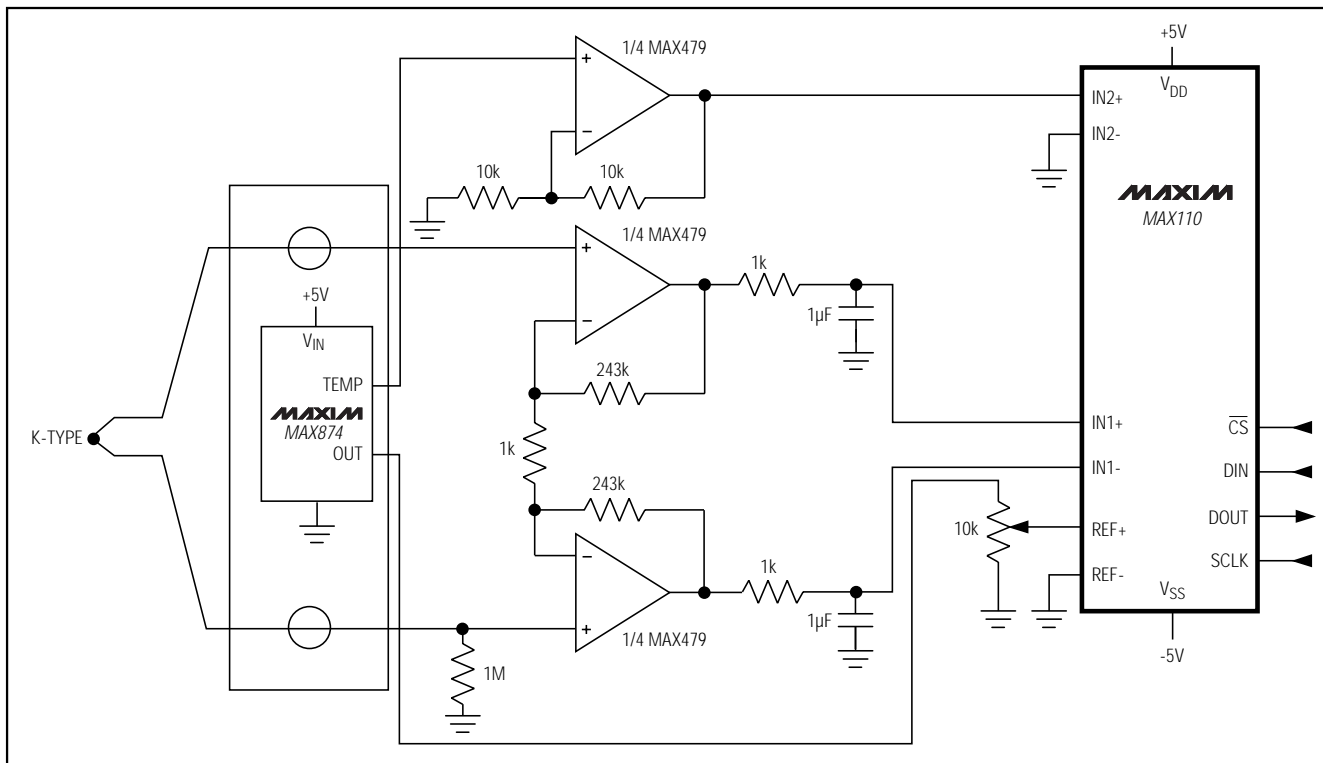 1/4 MAX479
+
−
10k
10k
+5V
VDD
IN2+
IN2-
MAXIM
MAX110
1/4 MAX479
+
−
1k
1µF
243k
+5V
VIN
TEMP
MAXIM
MAX874
OUT
K-TYPE
1k
IN1+
IN1-
CS
DIN
243k
10k
REF+
DOUT
REF-
SCLK
−
+
1k
1µF
1/4 MAX479
VSS
-5V
1M